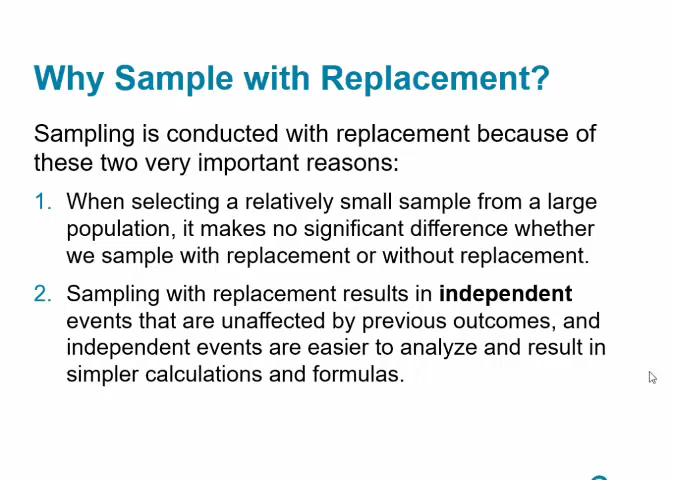 Why Sample with Replacement?
Sampling is conducted with replacement because of
these two very important reasons:
1. When selecting a relatively small sample from a large
population, it makes no significant difference whether
we sample with replacement or without replacement.
2. Sampling with replacement results in independent
events that are unaffected by previous outcomes, and
independent events are easier to analyze and result in
simpler calculations and formulas.